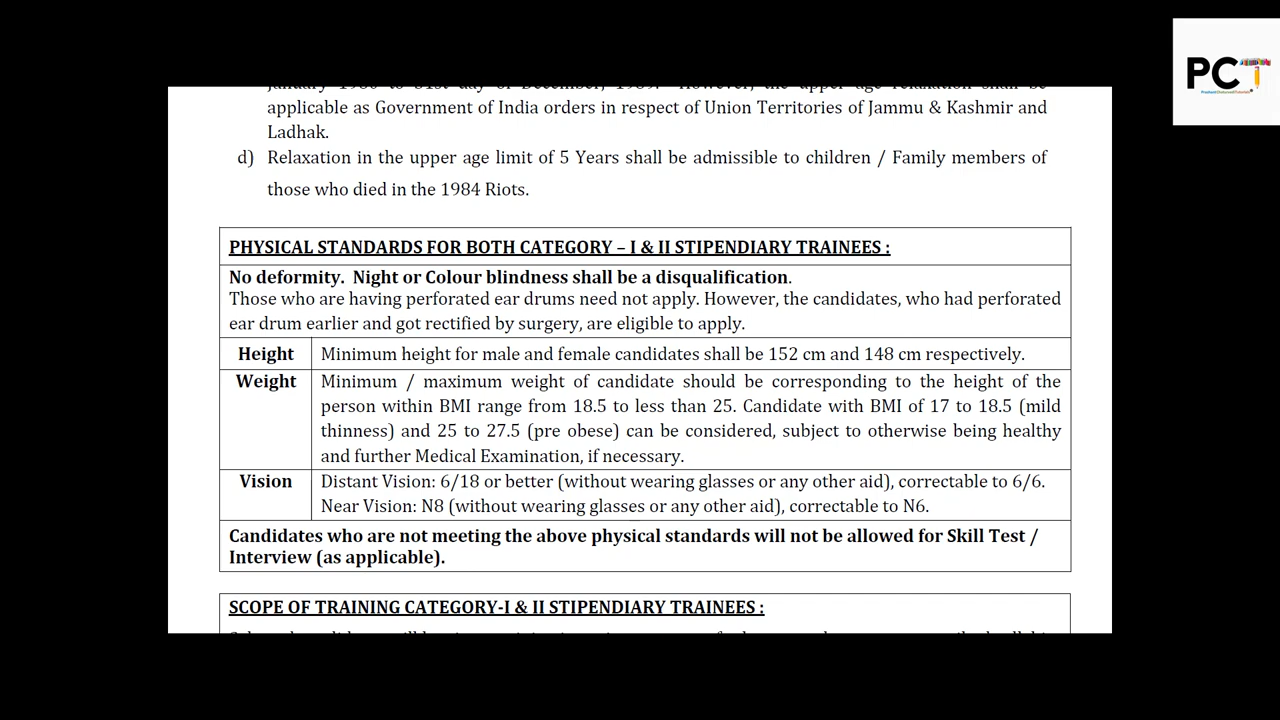 applicable as Government of India orders in respect of Union Territories of Jammu & Kashmir and
Ladhak.
d) Relaxation in the upper age limit of 5 Years shall be admissible to children / Family members of
those who died in the 1984 Riots.
PHYSICAL STANDARDS FOR BOTH CATEGORY – I & II STIPENDIARY TRAINEES :
No deformity. Night or Colour blindness shall be a disqualification.
Those who are having perforated ear drums need not apply. However, the candidates, who had perforated
ear drum earlier and got rectified by surgery, are eligible to apply.
Height Minimum height for male and female candidates shall be 152 cm and 148 cm respectively.
Weight Minimum / maximum weight of candidate should be corresponding to the height of the
person within BMI range from 18.5 to less than 25. Candidate with BMI of 17 to 18.5 (mild
thinness) and 25 to 27.5 (pre obese) can be considered, subject to otherwise being healthy
and further Medical Examination, if necessary.
Vision Distant Vision: 6/18 or better (without wearing glasses or any other aid), correctable to 6/6.
Near Vision: N8 (without wearing glasses or any other aid), correctable to N6.
Candidates who are not meeting the above physical standards will not be allowed for Skill Test /
Interview (as applicable).
SCOPE OF TRAINING CATEGORY-I & II STIPENDIARY TRAINEES :
PCT